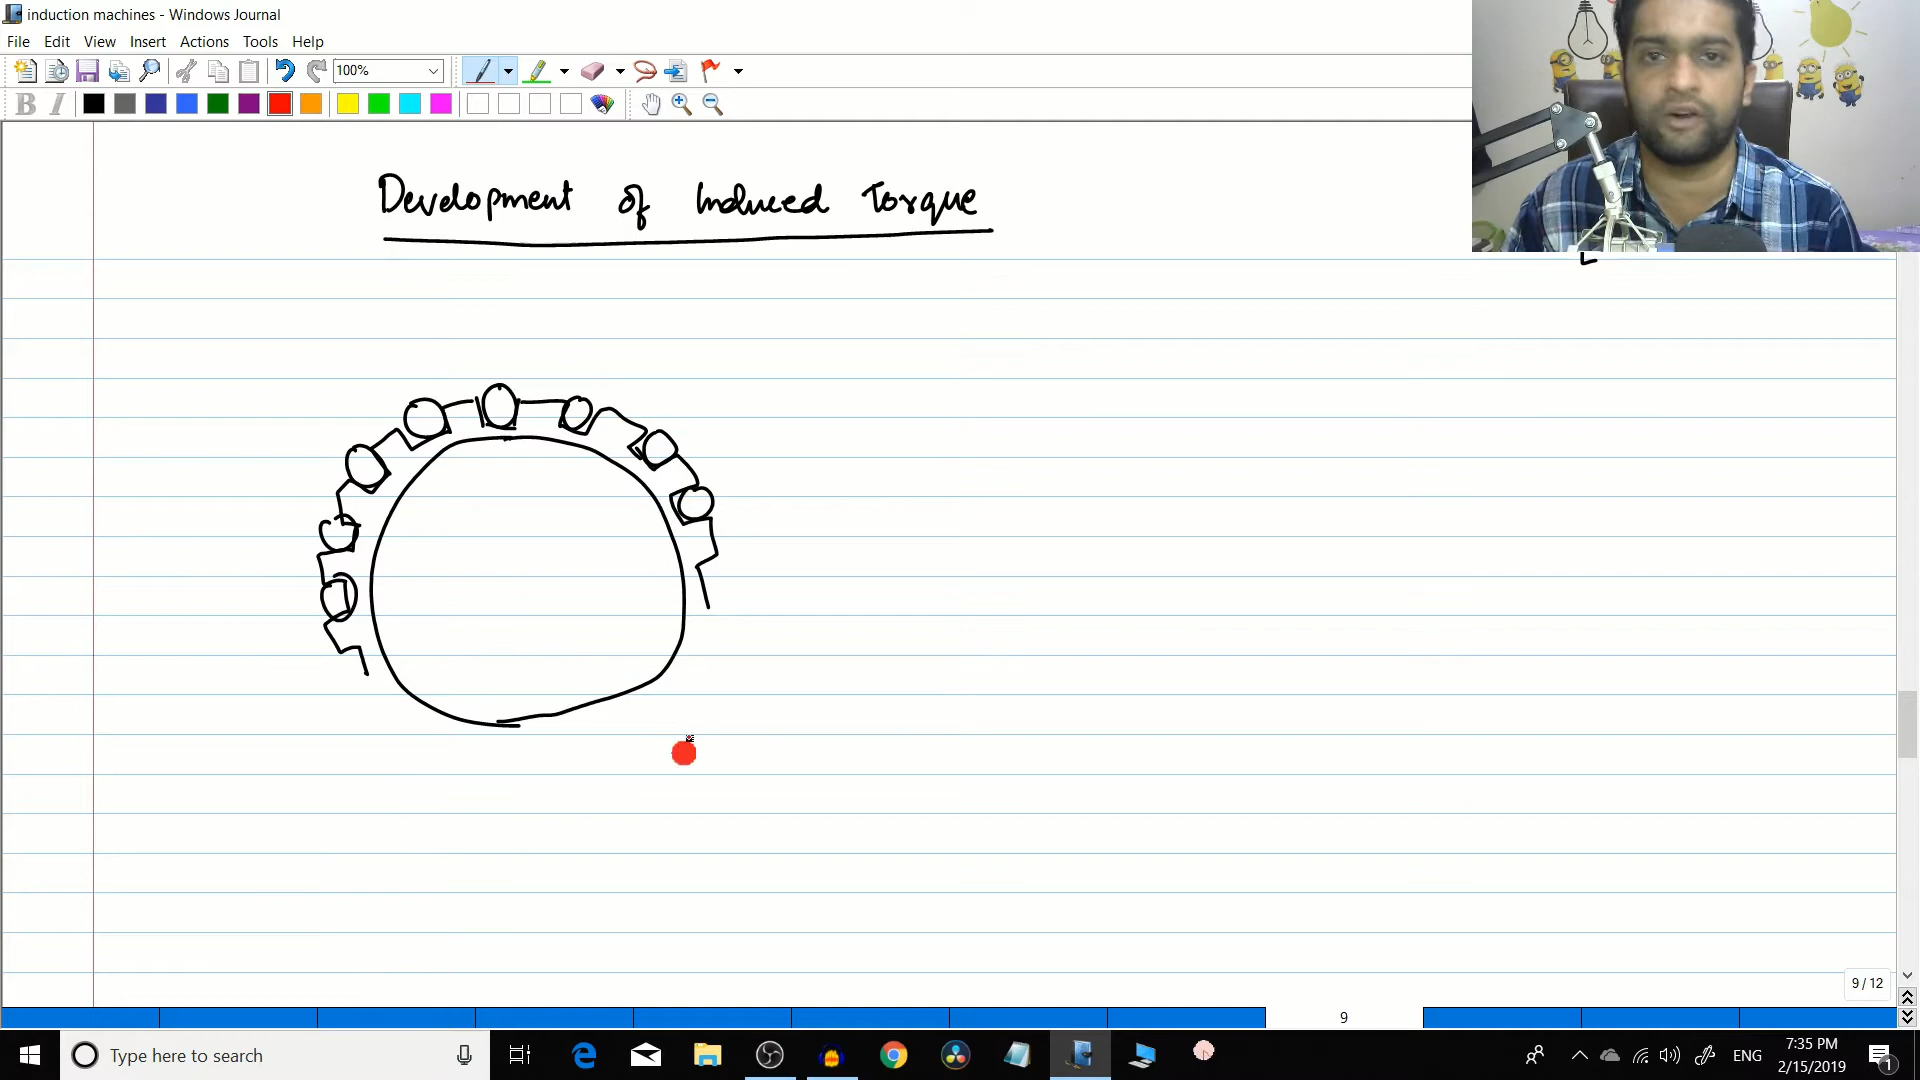 induction machines - Windows Journal
File Edit View Insert Actions Tools Help
100%
B I
Development of Induced Torque
9 / 12
9
Type here to search
ENG
7:35 PM
2/15/2019
1